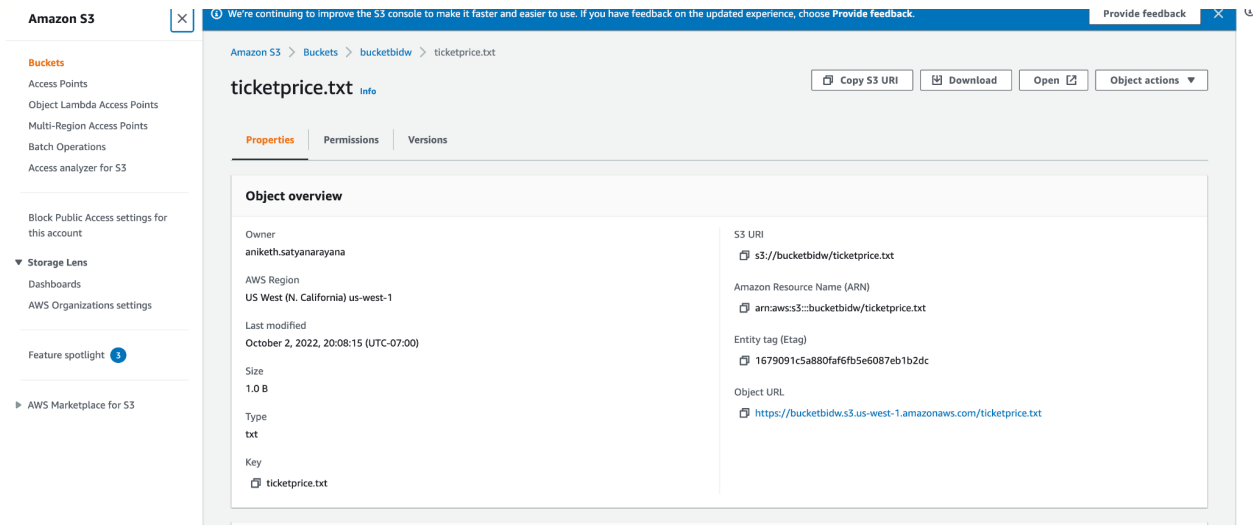 Amazon S3
We're continuing to improve the S3 console to make it faster and easier to use. If you have feedback on the updated experience, choose Provide feedback.
Provide feedback
Buckets
Access Points
Object Lambda Access Points
Multi-Region Access Points
Batch Operations
Access analyzer for S3
Block Public Access settings for
this account
Storage Lens
Dashboards
AWS Organizations settings
Feature spotlight 3
AWS Marketplace for S3
Amazon S3 > Buckets > bucketbidw > ticketprice.txt
ticketprice.txt Info
Copy S3 URI Download Open Object actions
Properties Permissions Versions
Object overview
Owner
aniketh.satyanarayana
AWS Region
US West (N. California) us-west-1
Last modified
October 2, 2022, 20:08:15 (UTC-07:00)
Size
1.0 B
Type
txt
Key
ticketprice.txt
S3 URI
s3://bucketbidw/ticketprice.txt
Amazon Resource Name (ARN)
arn:aws:s3:::bucketbidw/ticketprice.txt
Entity tag (Etag)
1679091c5a880faf6fb5e6087eb1b2dc
Object URL
https://bucketbidw.s3.us-west-1.amazonaws.com/ticketprice.txt